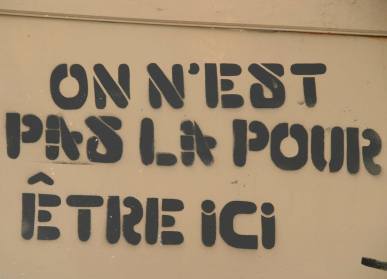 ON N'EST
PAS LA POUR
ÊTRE iCi